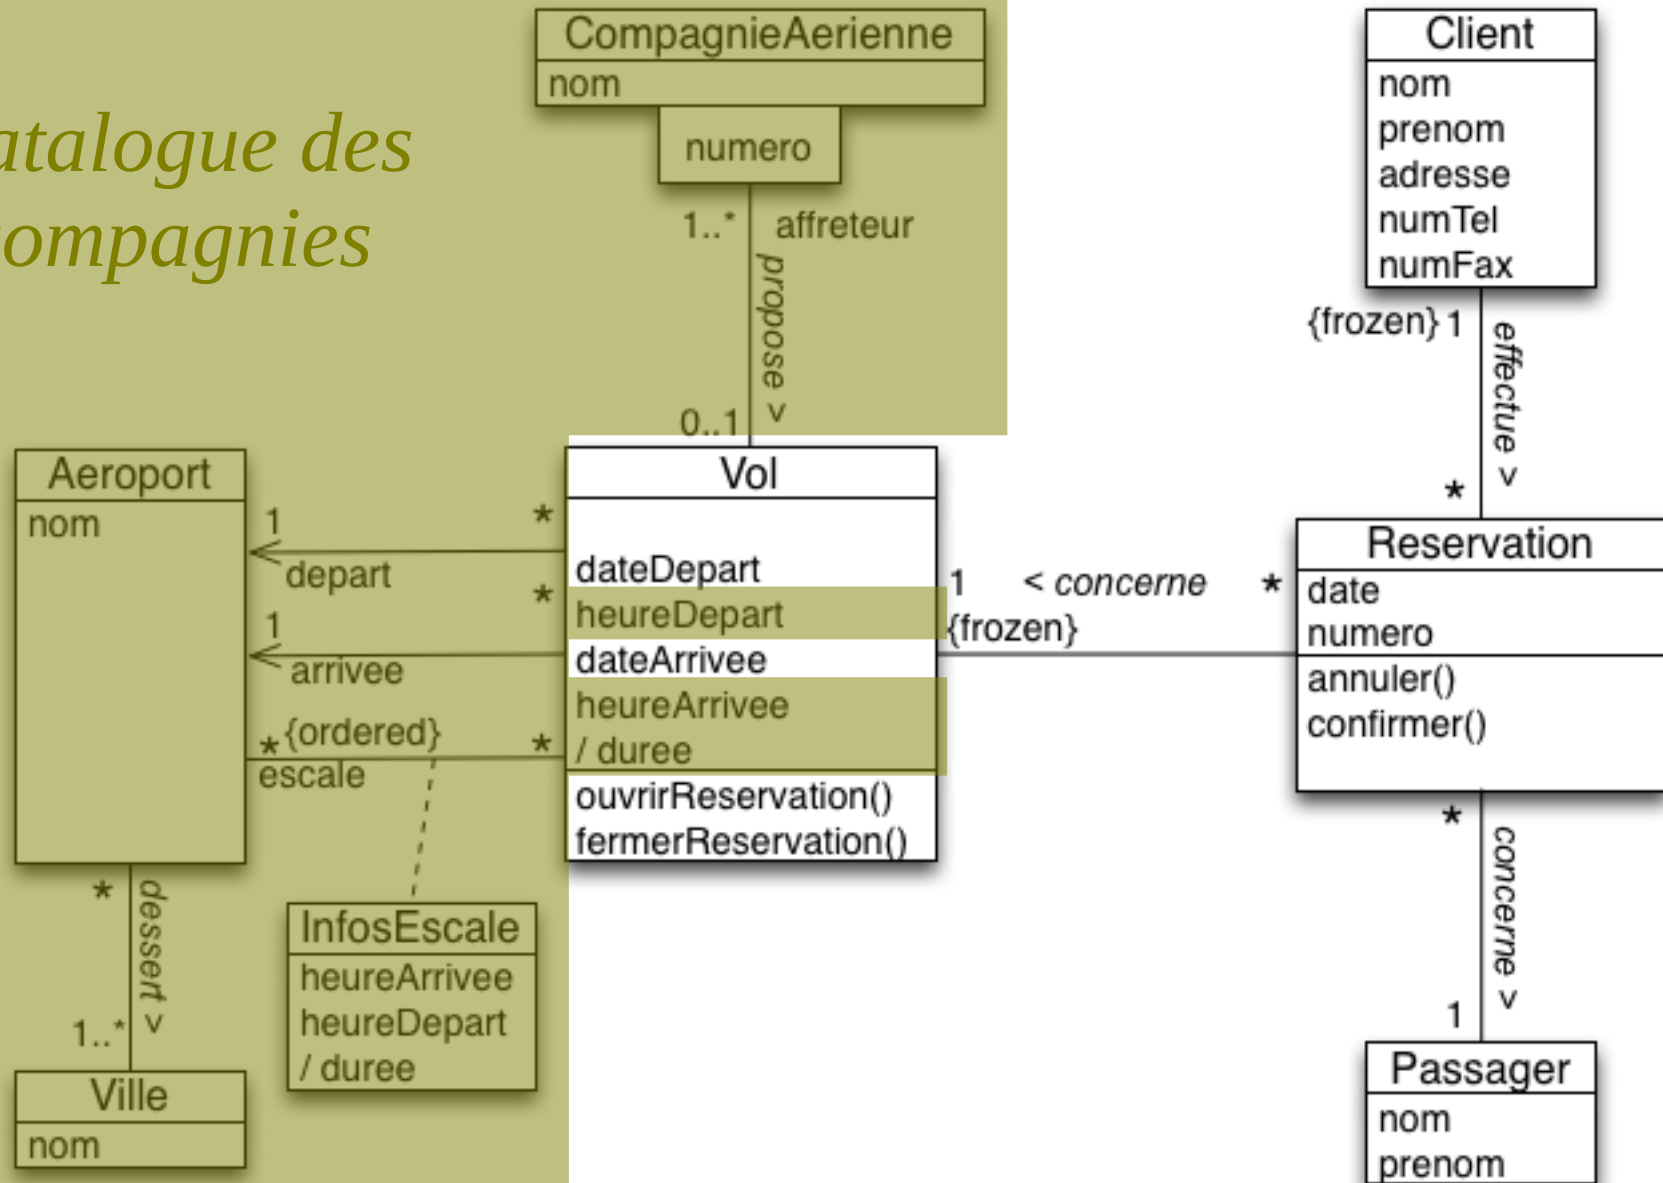 atalogue des
ompagnies
CompagnieAerienne
nom
numero
1..* affreteur
propose >
0..1
Client
nom
prenom
adresse
numTel
numFax
{frozen} 1
effectue >
*
Aeroport
nom
1
depart
*
1
arrivee
*
{ordered}
*
escale
*
Vol
dateDepart
heureDepart
dateArrivee
heureArrivee
/ duree
ouvrirReservation()
fermerReservation()
1 < concerne *
{frozen}
Reservation
date
numero
annuler()
confirmer()
*
concerne >
1
*
dessert >
1..*
Ville
nom
InfosEscale
heureArrivee
heureDepart
/ duree
Passager
nom
prenom